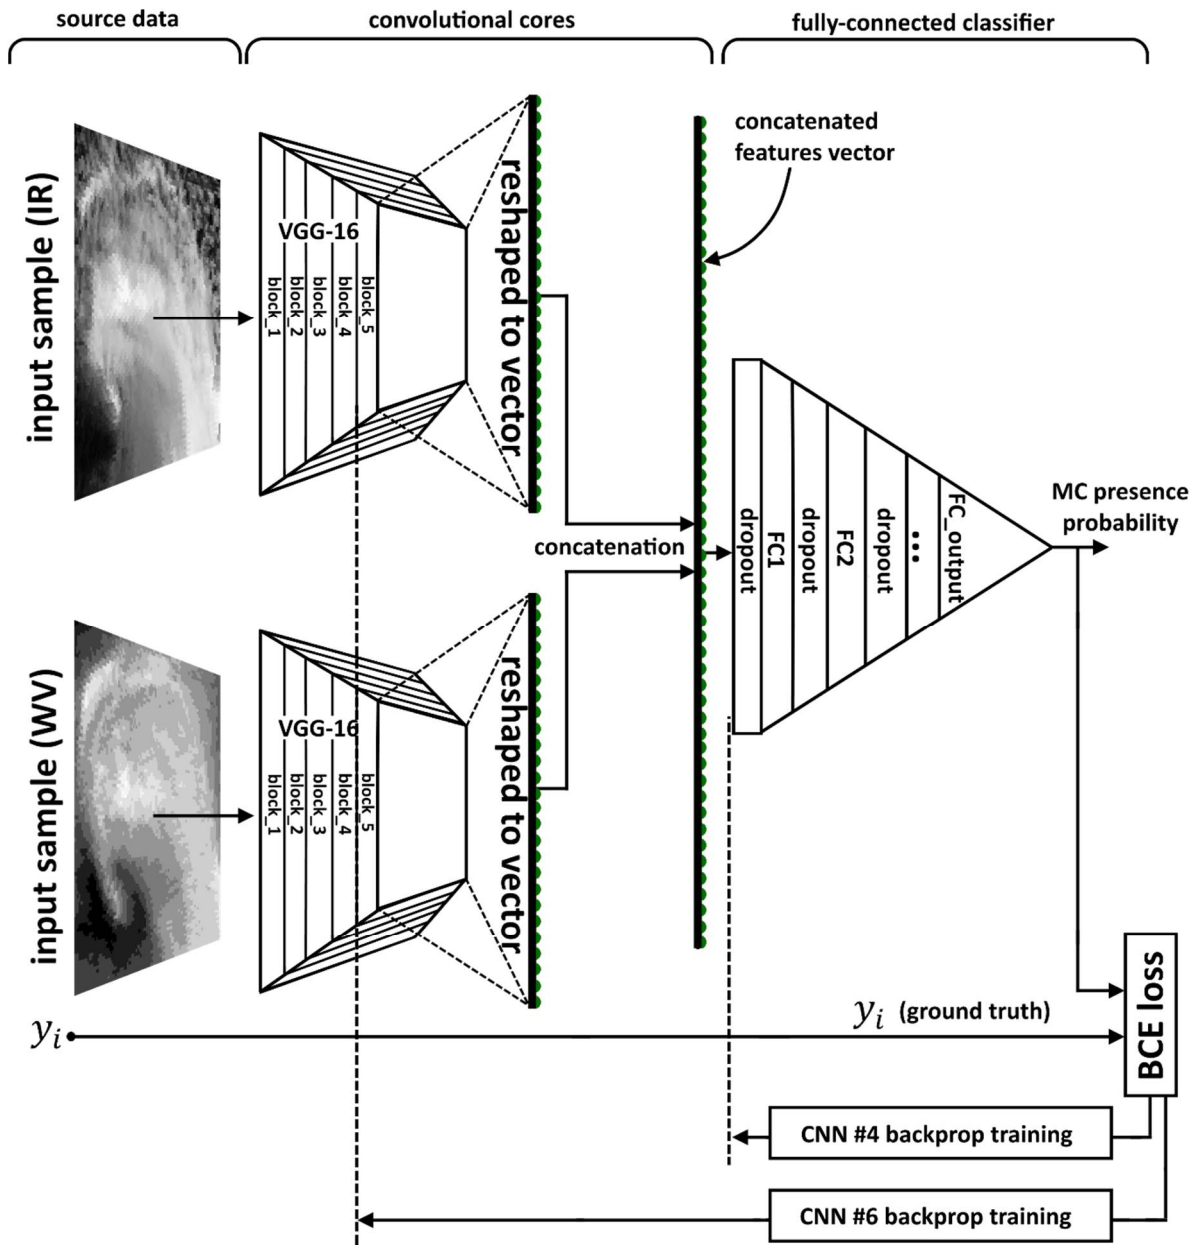 source data
convolutional cores
fully-connected classifier
input sample (IR)
VGG-16
block_1
block_2
block_3
block_4
block_5
reshaped to vector
concatenated
features vector
concatenation
dropout
FC1
dropout
FC2
dropout
...
FC_output
MC presence
probability
input sample (WV)
VGG-16
block_1
block_2
block_3
block_4
block_5
reshaped to vector
y_i
y_i (ground truth)
BCE loss
CNN #4 backprop training
CNN #6 backprop training